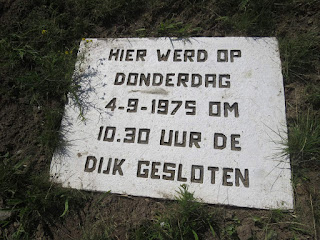 HIER WERD OP
DONDERDAG
4-9-1975 OM
10.30 UUR DE
DIJK GESLOTEN